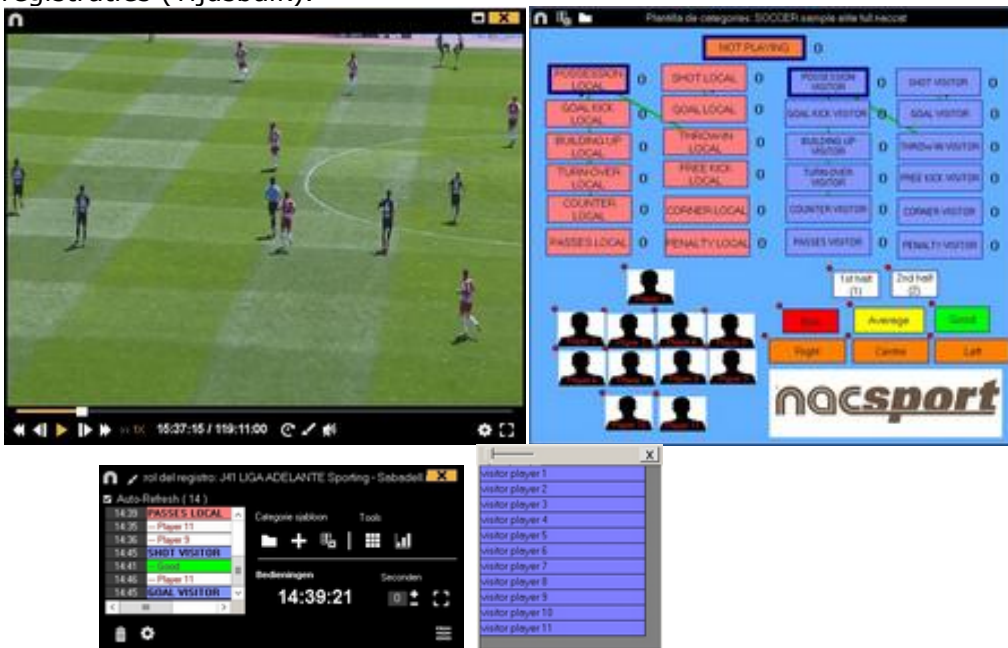 registraties (Tijdsbalk).
Plantilla de categories: SOCCER sample elite full.naccat
NOT PLAYING 0
POSSESSION LOCAL 0 SHOT LOCAL 0 POSSESSION VISITOR 0 SHOT VISITOR 0
GOAL KICK LOCAL 0 GOAL LOCAL 0 GOAL KICK VISITOR 0 GOAL VISITOR 0
BUILDING UP LOCAL 0 THROW IN LOCAL 0 BUILDING UP VISITOR 0 THROW IN VISITOR 0
TURNOVER LOCAL 0 FREE KICK LOCAL 0 TURNOVER VISITOR 0 FREE KICK VISITOR 0
COUNTER LOCAL 0 CORNER LOCAL 0 COUNTER VISITOR 0 CORNER VISITOR 0
PASSES LOCAL 0 PENALTY LOCAL 0 PASSES VISITOR 0 PENALTY VISITOR 0
1st half (1) 2nd half (2)
Average Good
Right Centre Left
nacsport
1X 15:37:15 / 119:11:00
rol del registro: J41 LIGA ADELANTE Sporting - Sabadell X
Auto-Refresh ( 14 )
14:39 PASSES LOCAL
14:35 -- Player 11
14:36 -- Player 9
14:45 SHOT VISITOR
14:41 -- Good
14:46 -- Player 11
14:45 GOAL VISITOR
Categorie sjabloon Tools
Bedieningen Seconden
14:39:21 0
X
visitor player 1
visitor player 2
visitor player 3
visitor player 4
visitor player 5
visitor player 6
visitor player 7
visitor player 8
visitor player 9
visitor player 10
visitor player 11